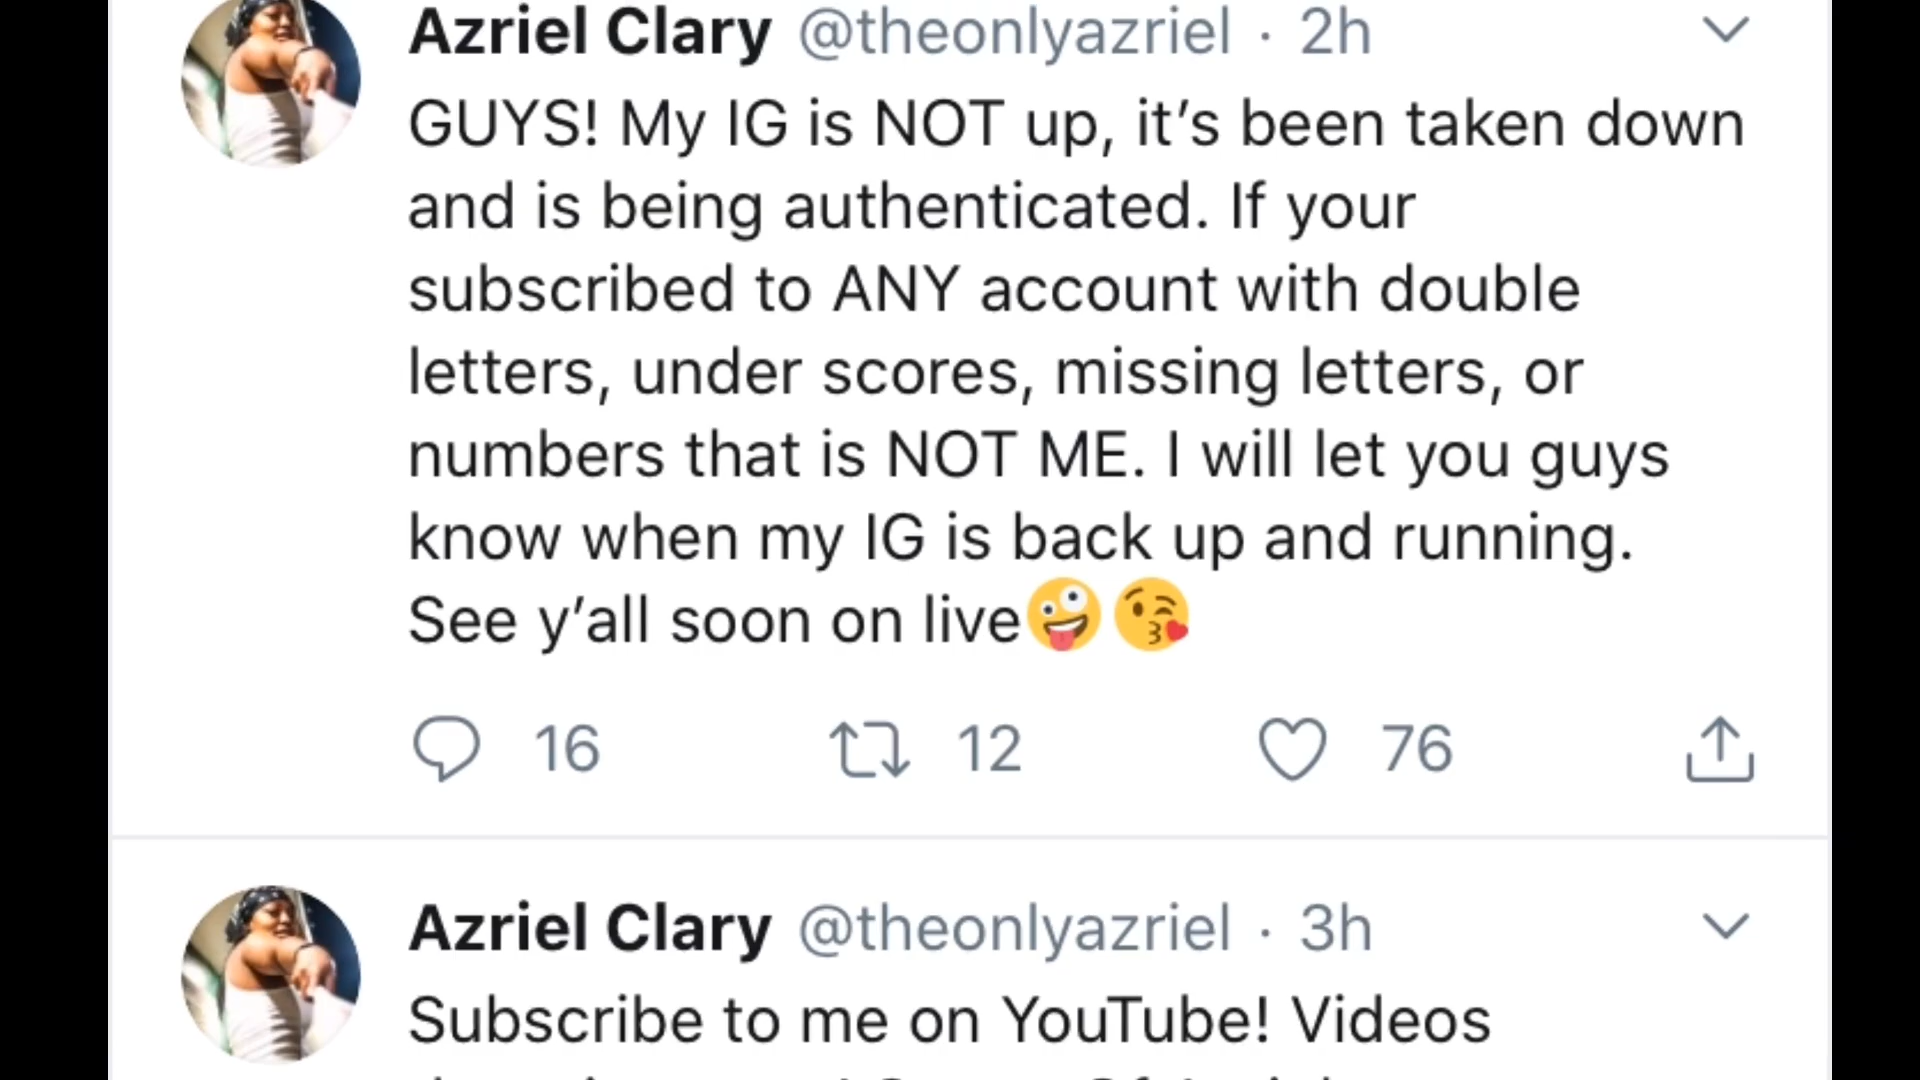 Azriel Clary @theonlyazriel · 2h
GUYS! My IG is NOT up, it’s been taken down
and is being authenticated. If your
subscribed to ANY account with double
letters, under scores, missing letters, or
numbers that is NOT ME. I will let you guys
know when my IG is back up and running.
See y’all soon on live🤪😘
16 12 76
Azriel Clary @theonlyazriel · 3h
Subscribe to me on YouTube! Videos